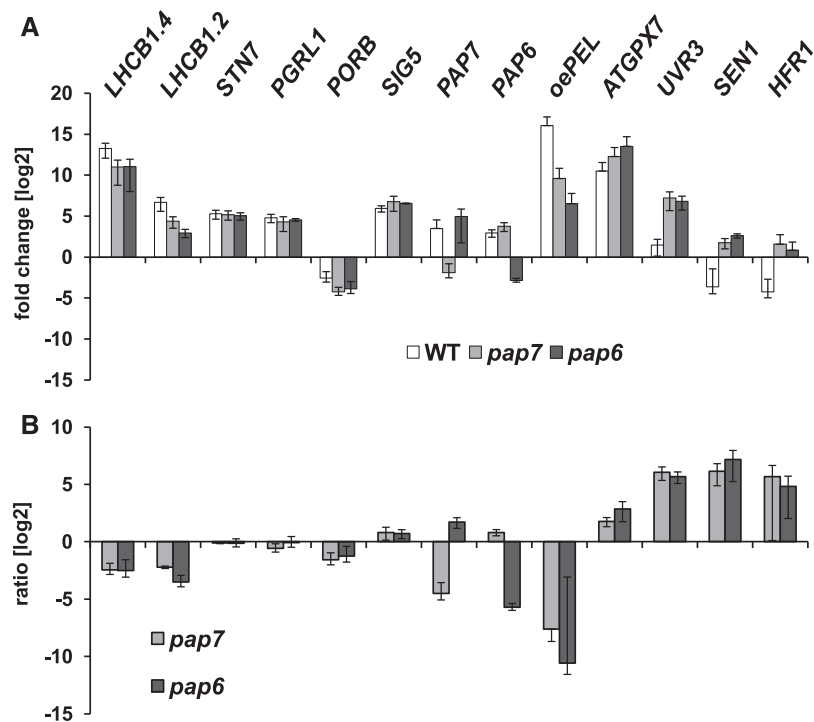 A
LHCB1.4 LHCB1.2 STN7 PGRL1 PORB SIG5 PAP7 PAP6 oePEL ATGPX7 UVR3 SEN1 HFR1
fold change [log2]
20
15
10
5
0
-5
-10
-15
WT pap7 pap6
B
ratio [log2]
10
5
0
-5
-10
-15
pap7
pap6